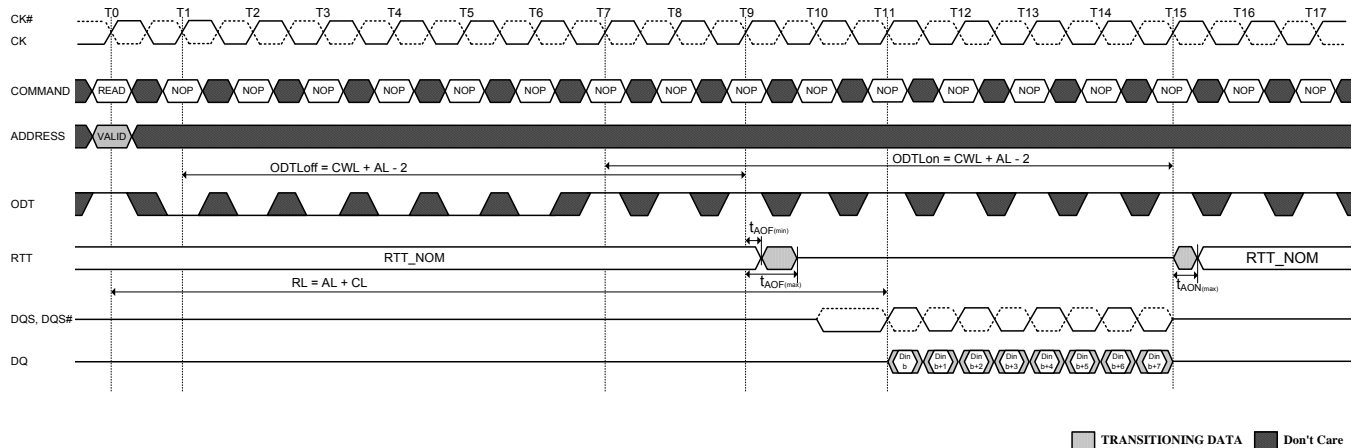 T0 T1 T2 T3 T4 T5 T6 T7 T8 T9 T10 T11 T12 T13 T14 T15 T16 T17
CK#
CK
COMMAND READ NOP NOP NOP NOP NOP NOP NOP NOP NOP NOP NOP NOP NOP NOP NOP NOP NOP
ADDRESS VALID
ODTLoff = CWL + AL - 2
ODTLon = CWL + AL - 2
ODT
tAOF(min)
RTT RTT_NOM RTT_NOM
tAOF(max)
tAON(max)
RL = AL + CL
DQS, DQS#
DQ
Din b
Din b+1
Din b+2
Din b+3
Din b+4
Din b+5
Din b+6
Din b+7
TRANSITIONING DATA Don't Care